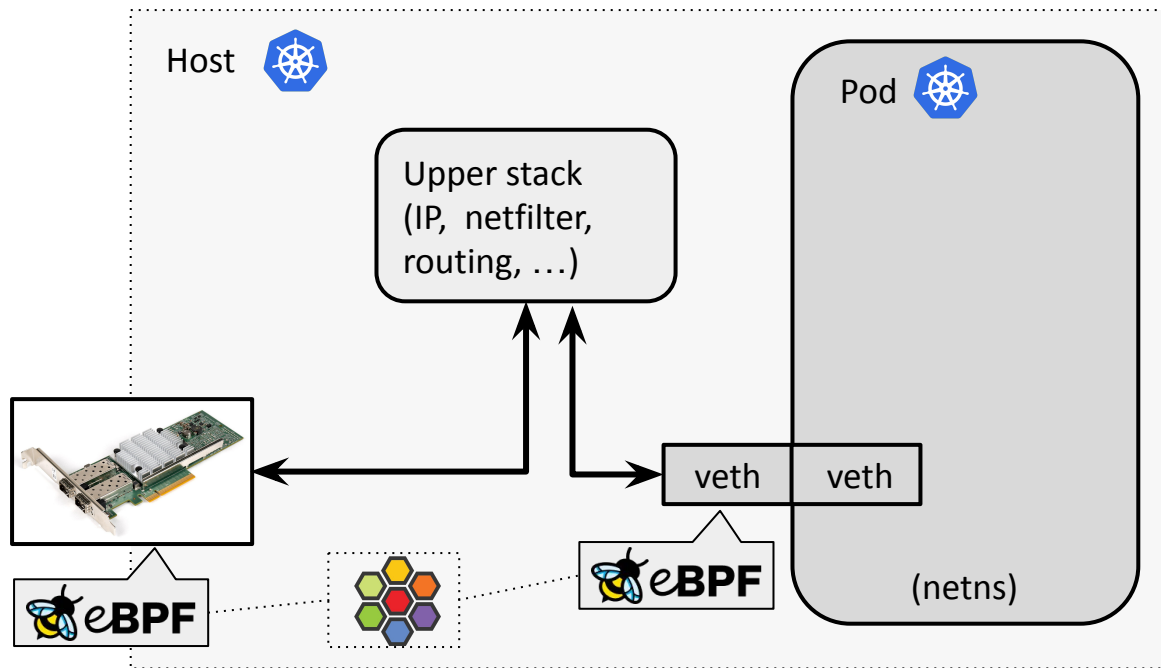 Host
Pod
Upper stack
(IP, netfilter,
routing, …)
veth
veth
eBPF
eBPF
(netns)